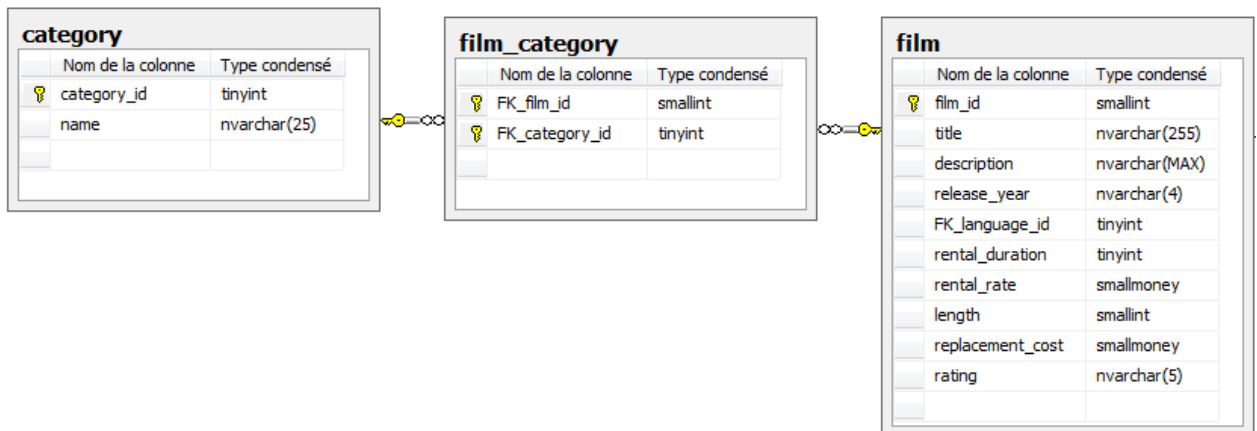 category
Nom de la colonne Type condensé
category_id tinyint
name nvarchar(25)
film_category
Nom de la colonne Type condensé
FK_film_id smallint
FK_category_id tinyint
film
Nom de la colonne Type condensé
film_id smallint
title nvarchar(255)
description nvarchar(MAX)
release_year nvarchar(4)
FK_language_id tinyint
rental_duration tinyint
rental_rate smallmoney
length smallint
replacement_cost smallmoney
rating nvarchar(5)